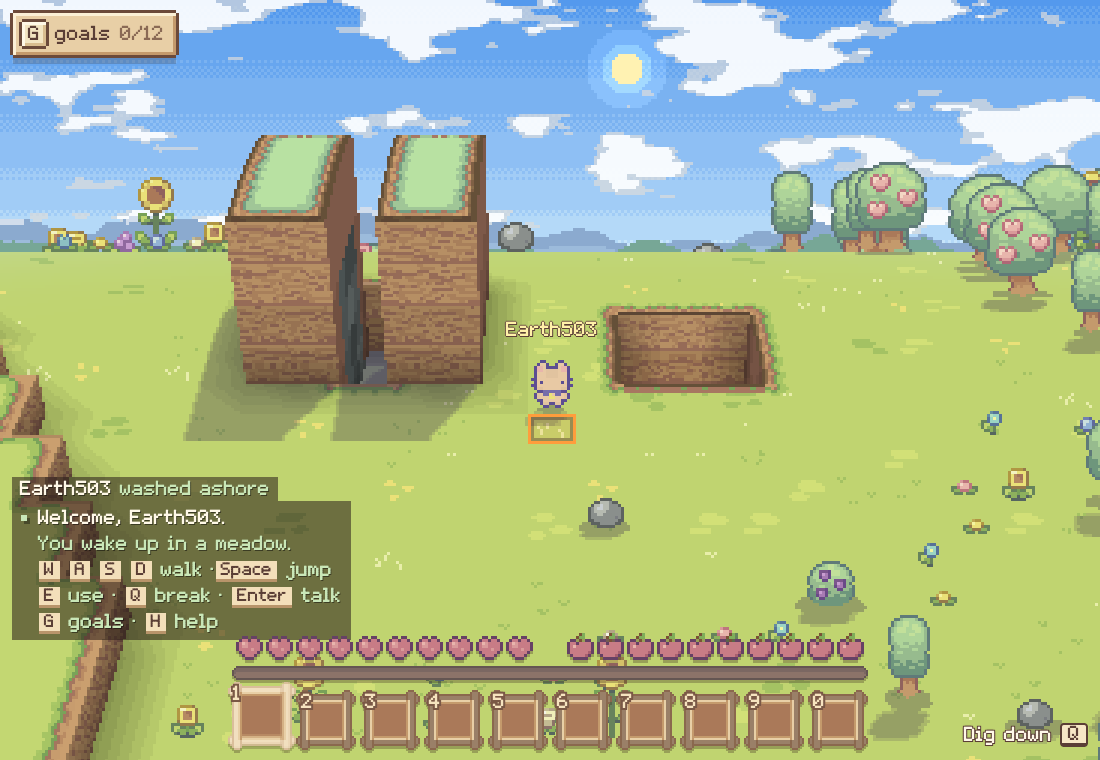 G goals 0/12
Earth503
Earth503 washed ashore
Welcome, Earth503.
You wake up in a meadow.
W A S D walk · Space jump
E use · Q break · Enter talk
G goals · H help
1 2 3 4 5 6 7 8 9 0
Dig down Q